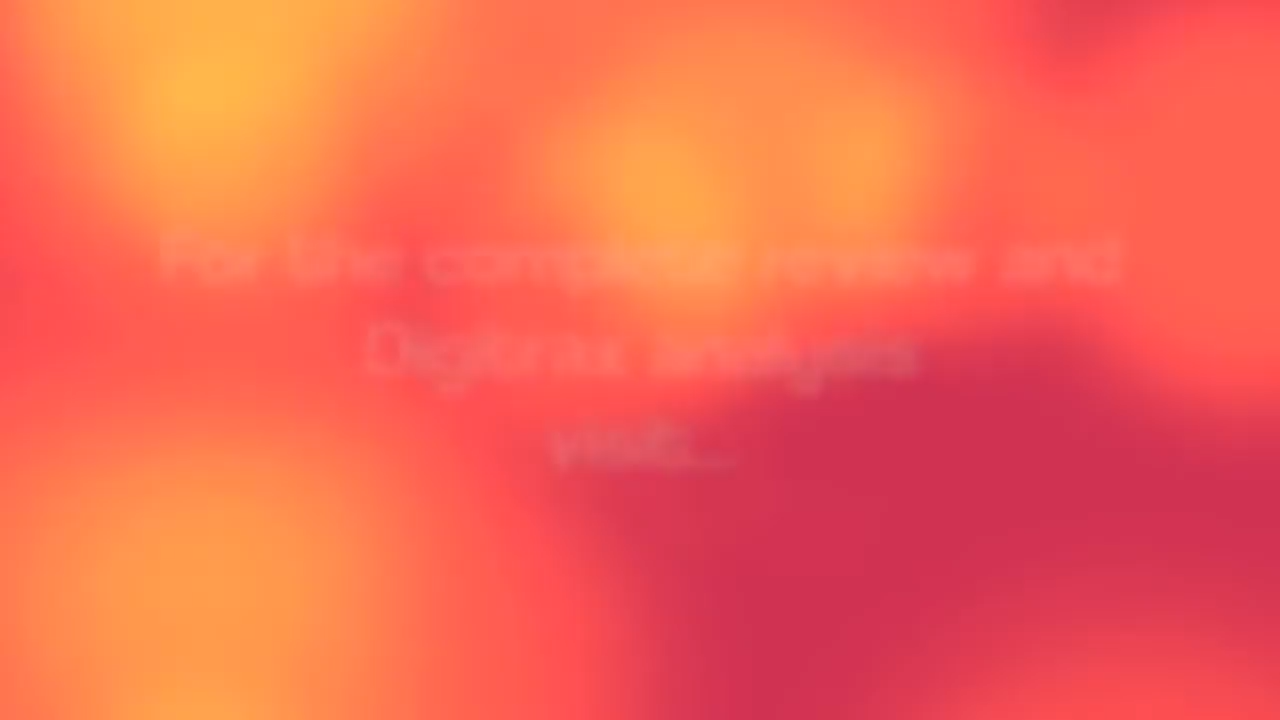 For the complete review and
analysis
visit...